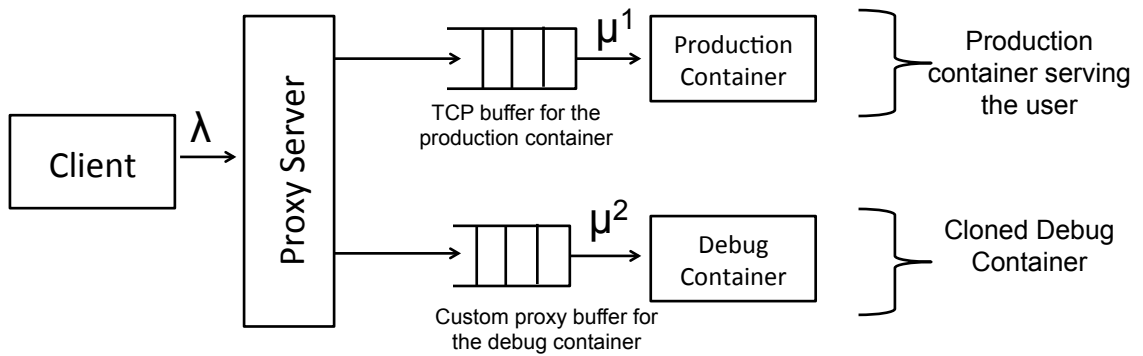 Client
λ
Proxy Server
μ¹
Production
Container
TCP buffer for the
production container
Production
container serving
the user
μ²
Debug
Container
Custom proxy buffer for
the debug container
Cloned Debug
Container